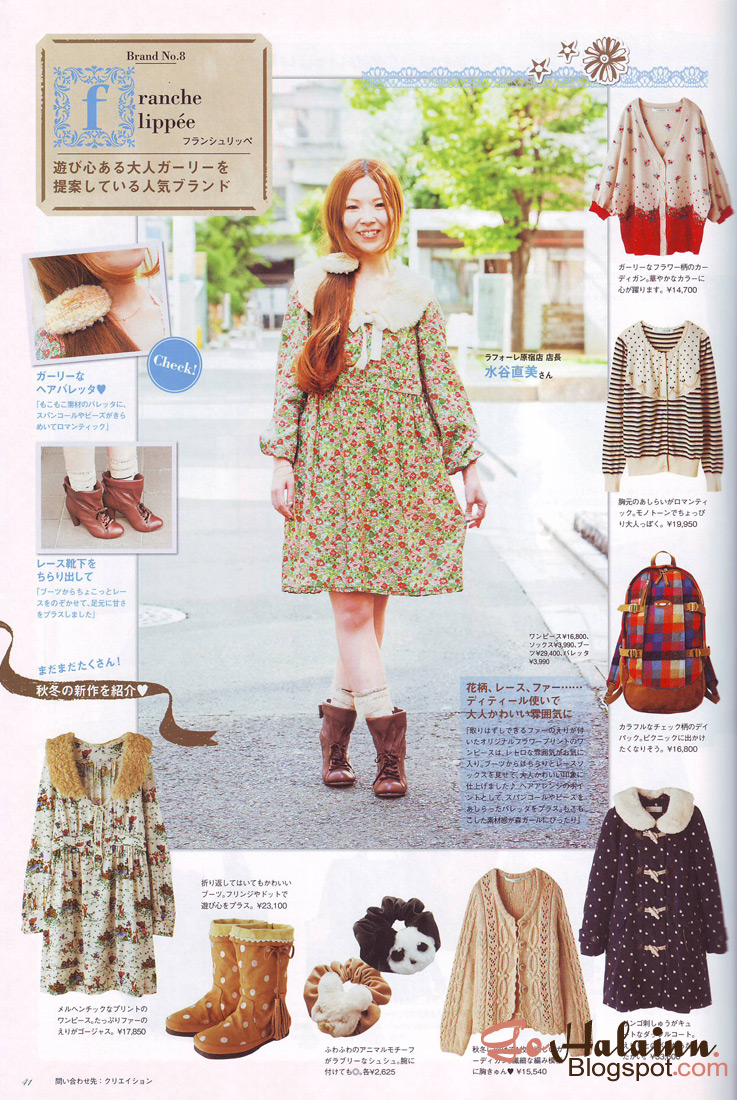 Brand No.8
franche
lippée
フランシュリッペ
遊び心ある大人ガーリーを
提案している人気ブランド
Check!
ガーリーな
ヘアバレッタ♥
「もこもこ素材のバレッタに、
スパンコールやビーズがきら
めいてロマンティック」
レース靴下を
ちらり出して
「ブーツからちょこっとレー
スをのぞかせて、足元に甘さ
をプラスしました」
ラフォーレ原宿店 店長
水谷直美さん
ガーリーなフラワー柄のカー
ディガン。華やかなカラーに
心が躍ります。¥14,700
胸元のあしらいがロマンティ
ック。モノトーンでちょっぴ
り大人っぽく。¥19,950
カラフルなチェック柄のデイ
パック。ピクニックに出かけ
たくなりそう。¥16,800
ワンピース¥16,800、
ソックス¥3,990、ブー
ツ¥29,400、バレッタ
¥3,990
花柄、レース、ファー……
ディティール使いで
大人かわいい雰囲気に
「取りはずしできるファーのえりが付
いたオリジナルフラワープリントのワ
ンピースは、レトロな雰囲気がお気に
入り。ブーツからはちらりとレースソ
ックスを見せて、大人かわいい印象に
仕上げました♪ ヘアアレンジのポイ
ントとして、スパンコールやビーズを
あしらったバレッタをプラス。もこも
こした素材感が森ガールにぴったり」
まだまだたくさん!
秋冬の新作を紹介♥
メルヘンチックなプリントの
ワンピース。たっぷりファーの
えりがゴージャス。¥17,850
折り返してはいてもかわいい
ブーツ。フリンジやドットで
遊び心をプラス。¥23,100
ふわふわのアニマルモチーフ
がラブリーなシュシュ。腕に
付けても◎。各¥2,625
秋冬に
ーディガン。繊細な編み模様
に胸きゅん♥ ¥15,540
ンゴ刺しゅうがキュ
トなダッフルコート。
41
問い合わせ先：クリエイション
So Halainn.
Blogspot.com